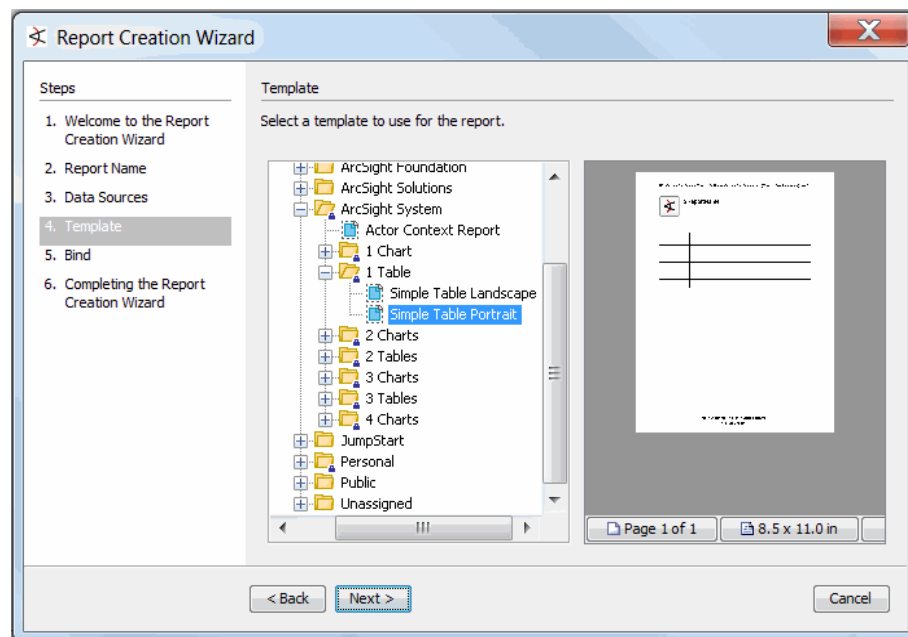 Report Creation Wizard
Steps
1. Welcome to the Report
Creation Wizard
2. Report Name
3. Data Sources
4. Template
5. Bind
6. Completing the Report
Creation Wizard
Template
Select a template to use for the report.
ArcSight Foundation
ArcSight Solutions
ArcSight System
Actor Context Report
1 Chart
1 Table
Simple Table Landscape
Simple Table Portrait
2 Charts
2 Tables
3 Charts
3 Tables
4 Charts
JumpStart
Personal
Public
Unassigned
Page 1 of 1
8.5 x 11.0 in
< Back
Next >
Cancel